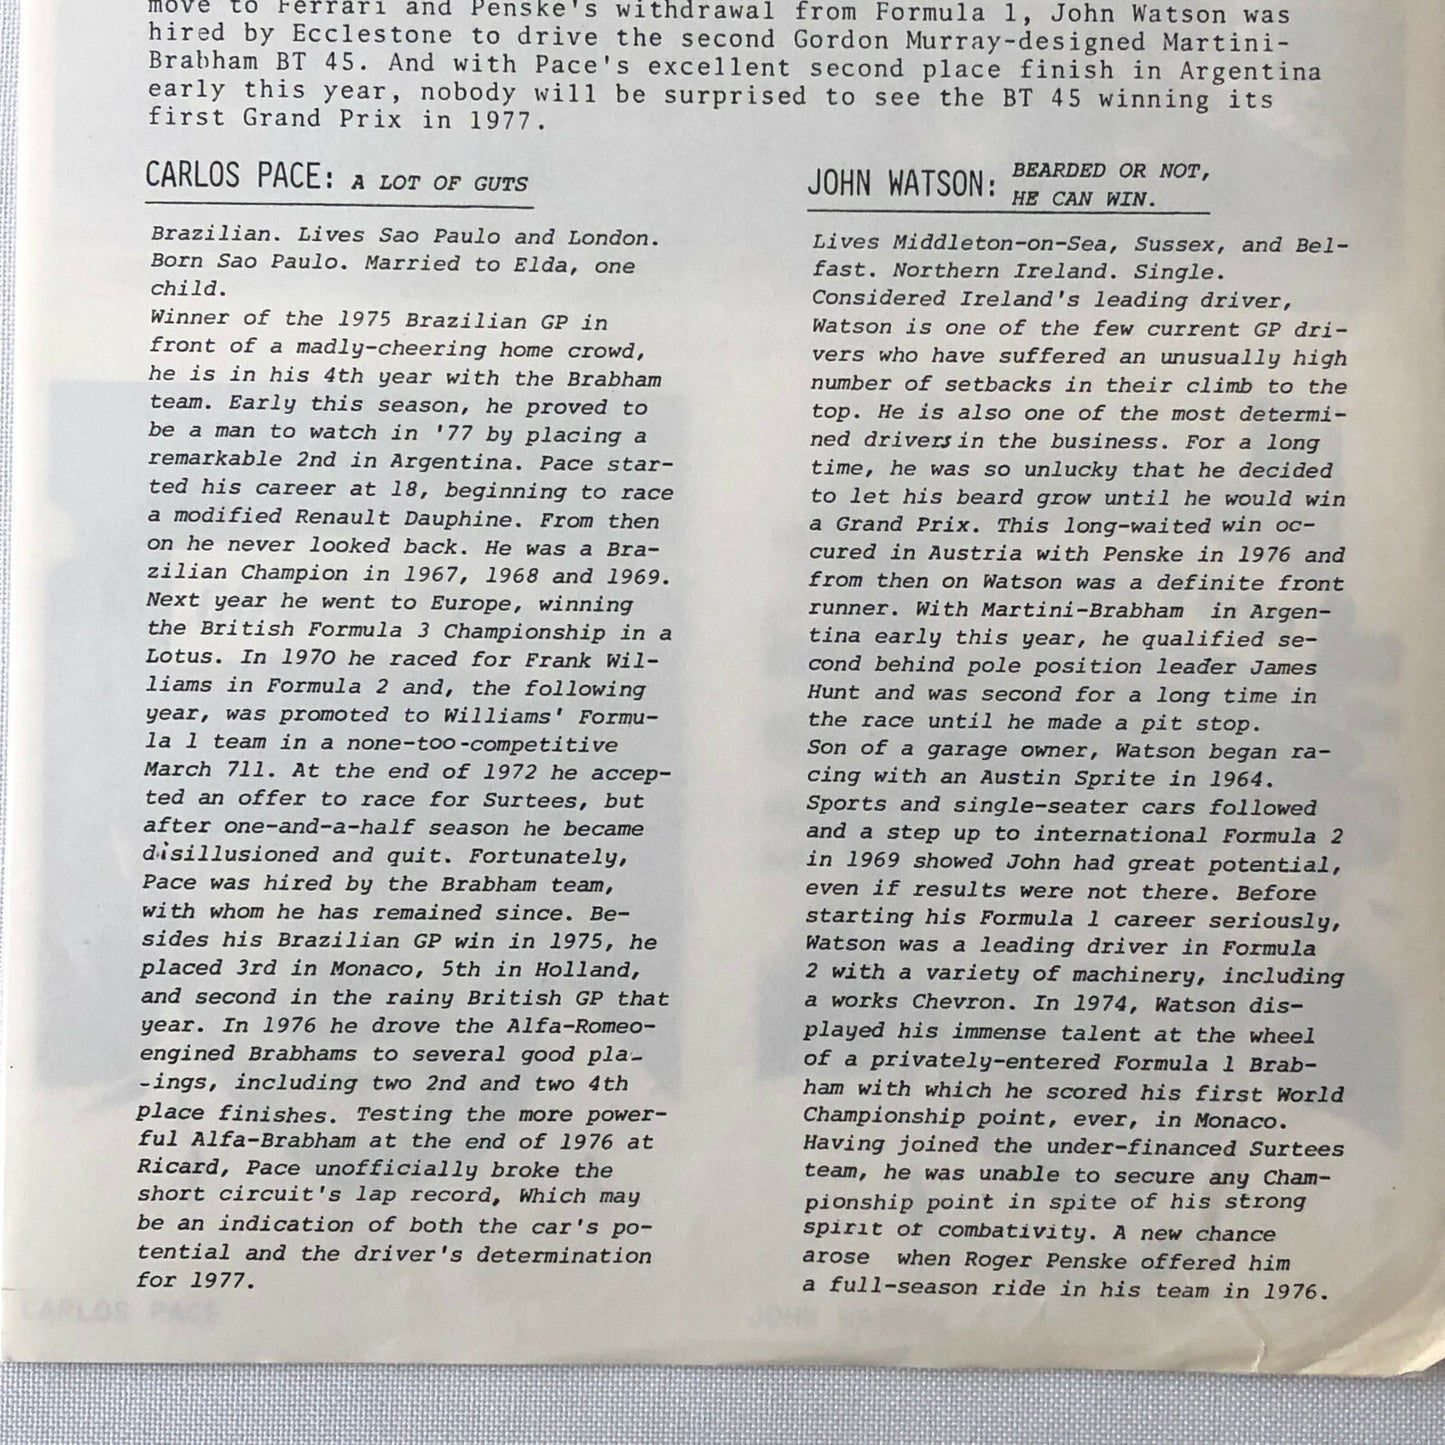 move to Ferrari and Penske's withdrawal from Formula 1, John Watson was
hired by Ecclestone to drive the second Gordon Murray-designed Martini-
Brabham BT 45. And with Pace's excellent second place finish in Argentina
early this year, nobody will be surprised to see the BT 45 winning its
first Grand Prix in 1977.
CARLOS PACE: A LOT OF GUTS
Brazilian. Lives Sao Paulo and London.
Born Sao Paulo. Married to Elda, one
child.
Winner of the 1975 Brazilian GP in
front of a madly-cheering home crowd,
he is in his 4th year with the Brabham
team. Early this season, he proved to
be a man to watch in '77 by placing a
remarkable 2nd in Argentina. Pace star-
ted his career at 18, beginning to race
a modified Renault Dauphine. From then
on he never looked back. He was a Bra-
zilian Champion in 1967, 1968 and 1969.
Next year he went to Europe, winning
the British Formula 3 Championship in a
Lotus. In 1970 he raced for Frank Wil-
liams in Formula 2 and, the following
year, was promoted to Williams' Formu-
la 1 team in a none-too-competitive
March 711. At the end of 1972 he accep-
ted an offer to race for Surtees, but
after one-and-a-half season he became
disillusioned and quit. Fortunately,
Pace was hired by the Brabham team,
with whom he has remained since. Be-
sides his Brazilian GP win in 1975, he
placed 3rd in Monaco, 5th in Holland,
and second in the rainy British GP that
year. In 1976 he drove the Alfa-Romeo-
engined Brabhams to several good pla-
-ings, including two 2nd and two 4th
place finishes. Testing the more power-
ful Alfa-Brabham at the end of 1976 at
Ricard, Pace unofficially broke the
short circuit's lap record, Which may
be an indication of both the car's po-
tential and the driver's determination
for 1977.
JOHN WATSON: BEARDED OR NOT,
HE CAN WIN.
Lives Middleton-on-Sea, Sussex, and Bel-
fast. Northern Ireland. Single.
Considered Ireland's leading driver,
Watson is one of the few current GP dri-
vers who have suffered an unusually high
number of setbacks in their climb to the
top. He is also one of the most determi-
ned drivers in the business. For a long
time, he was so unlucky that he decided
to let his beard grow until he would win
a Grand Prix. This long-waited win oc-
cured in Austria with Penske in 1976 and
from then on Watson was a definite front
runner. With Martini-Brabham in Argen-
tina early this year, he qualified se-
cond behind pole position leader James
Hunt and was second for a long time in
the race until he made a pit stop.
Son of a garage owner, Watson began ra-
cing with an Austin Sprite in 1964.
Sports and single-seater cars followed
and a step up to international Formula 2
in 1969 showed John had great potential,
even if results were not there. Before
starting his Formula 1 career seriously,
Watson was a leading driver in Formula
2 with a variety of machinery, including
a works Chevron. In 1974, Watson dis-
played his immense talent at the wheel
of a privately-entered Formula 1 Brab-
ham with which he scored his first World
Championship point, ever, in Monaco.
Having joined the under-financed Surtees
team, he was unable to secure any Cham-
pionship point in spite of his strong
spirit of combativity. A new chance
arose when Roger Penske offered him
a full-season ride in his team in 1976.